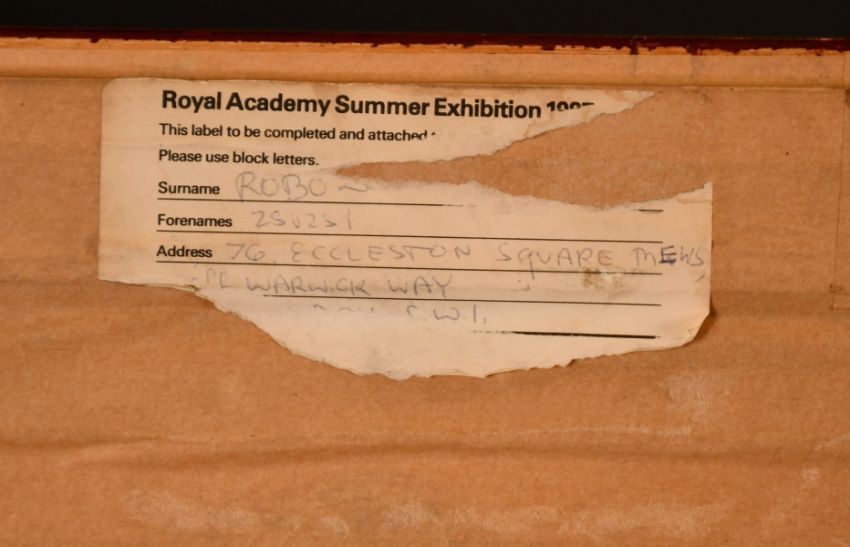 Royal Academy Summer Exhibition
This label to be completed and attached
Please use block letters.
Surname
Forenames
Address 76, ECCLESTON SQUARE MEWS
WARWICK WAY
S.W.1.